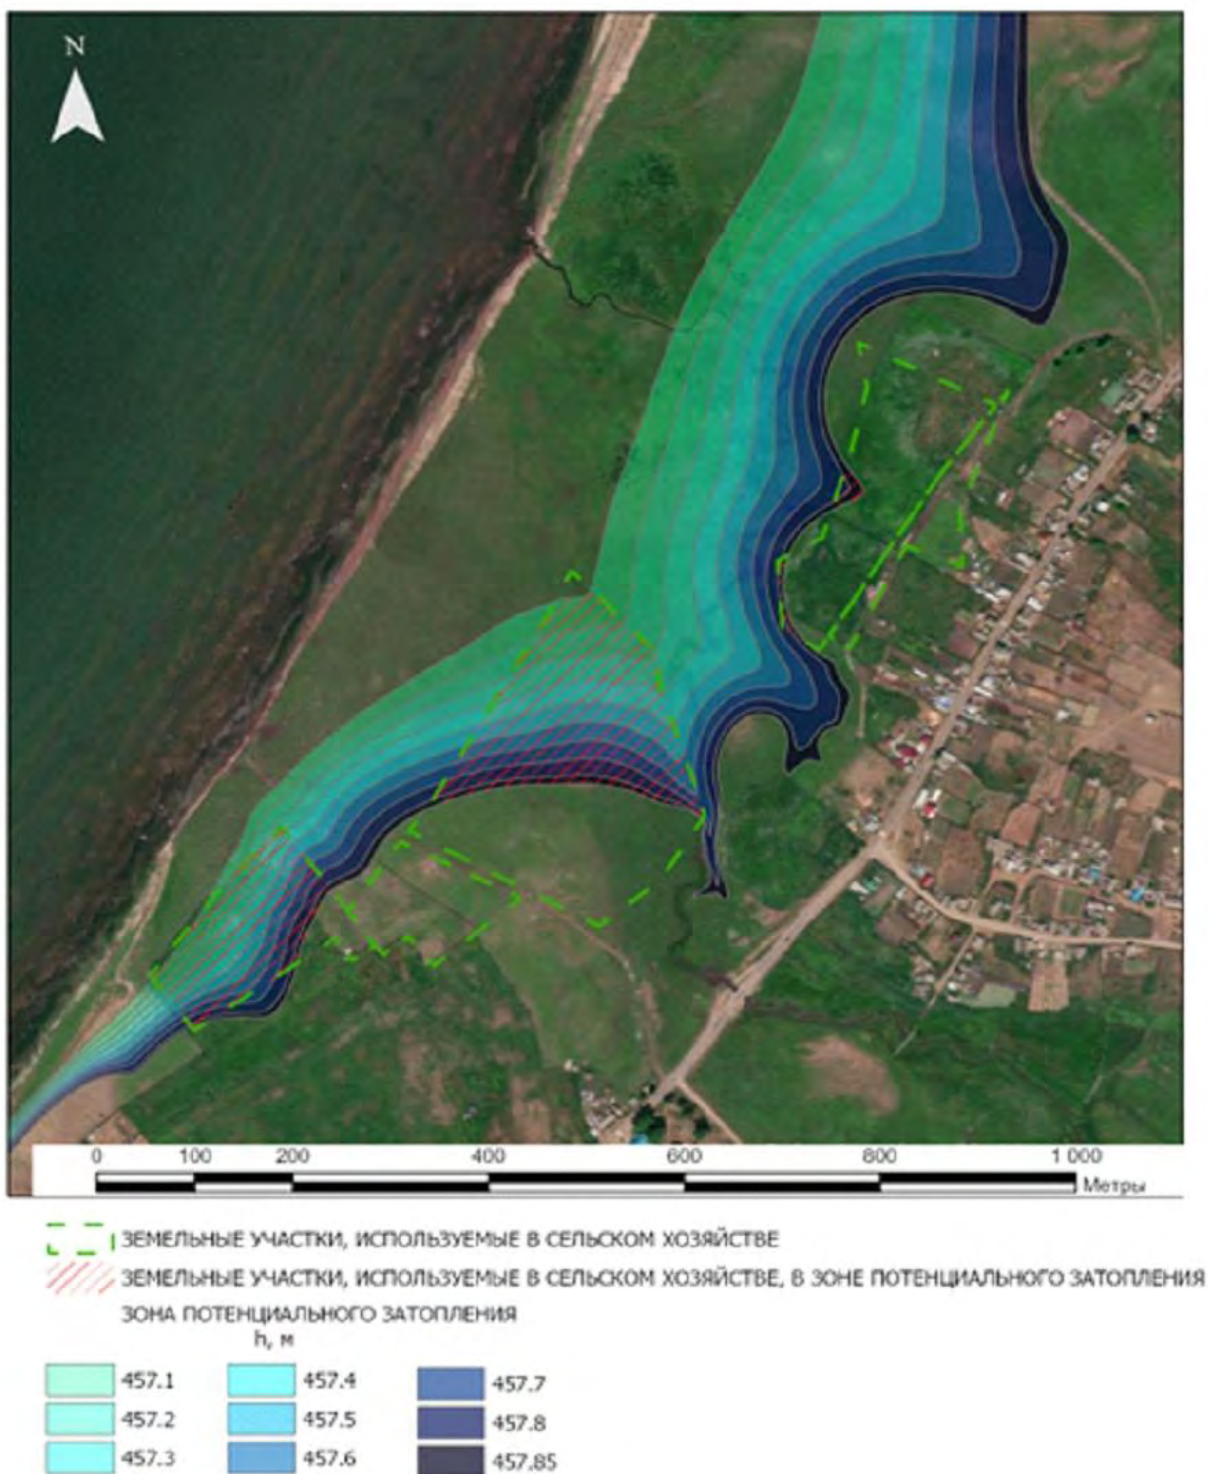 N
0 100 200 400 600 800 1 000
Метры
ЗЕМЕЛЬНЫЕ УЧАСТКИ, ИСПОЛЬЗУЕМЫЕ В СЕЛЬСКОМ ХОЗЯЙСТВЕ
ЗЕМЕЛЬНЫЕ УЧАСТКИ, ИСПОЛЬЗУЕМЫЕ В СЕЛЬСКОМ ХОЗЯЙСТВЕ, В ЗОНЕ ПОТЕНЦИАЛЬНОГО ЗАТОПЛЕНИЯ
ЗОНА ПОТЕНЦИАЛЬНОГО ЗАТОПЛЕНИЯ
h, м
457.1 457.4 457.7
457.2 457.5 457.8
457.3 457.6 457.85